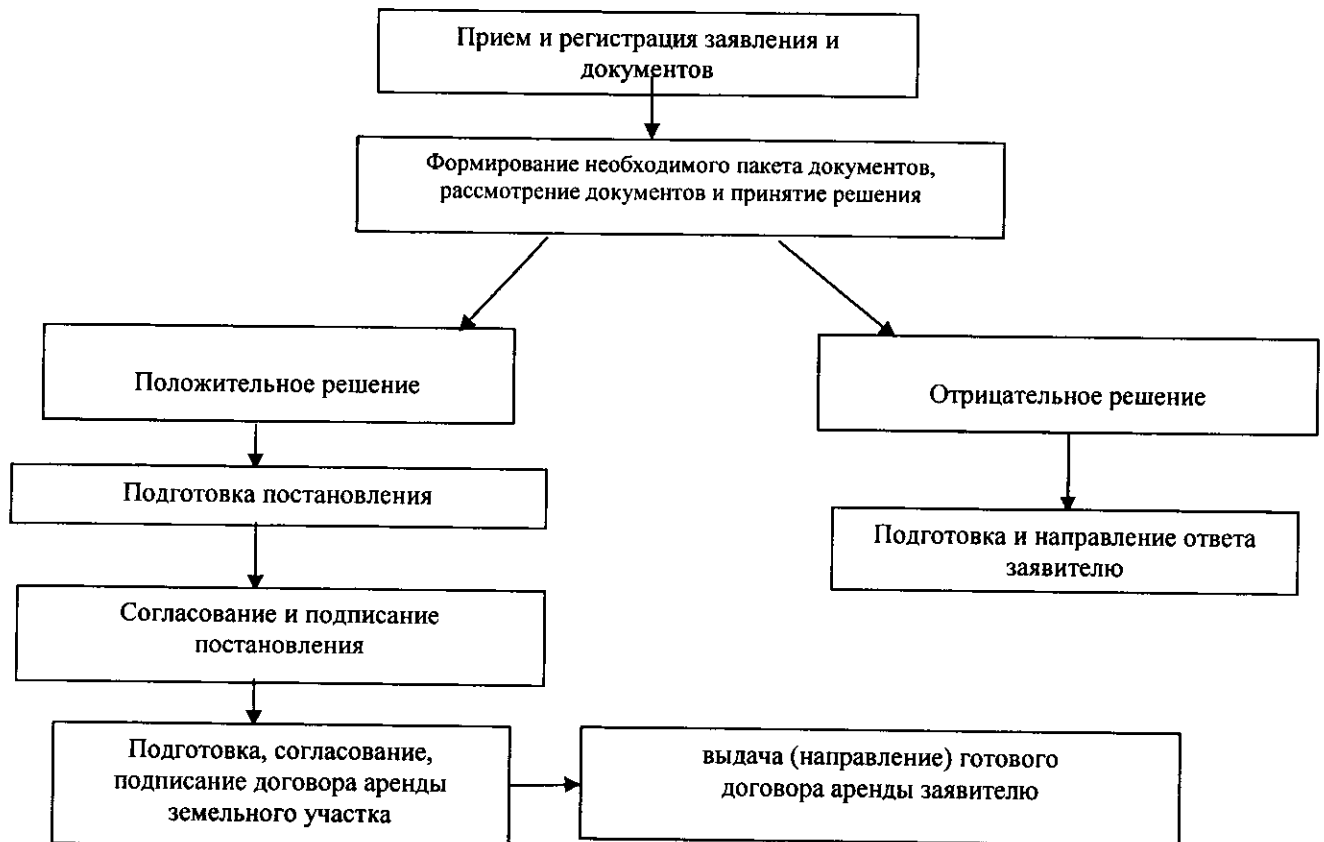 Прием и регистрация заявления и
документов
Формирование необходимого пакета документов,
рассмотрение документов и принятие решения
Положительное решение
Отрицательное решение
Подготовка постановления
Подготовка и направление ответа
заявителю
Согласование и подписание
постановления
Подготовка, согласование,
подписание договора аренды
земельного участка
выдача (направление) готового
договора аренды заявителю